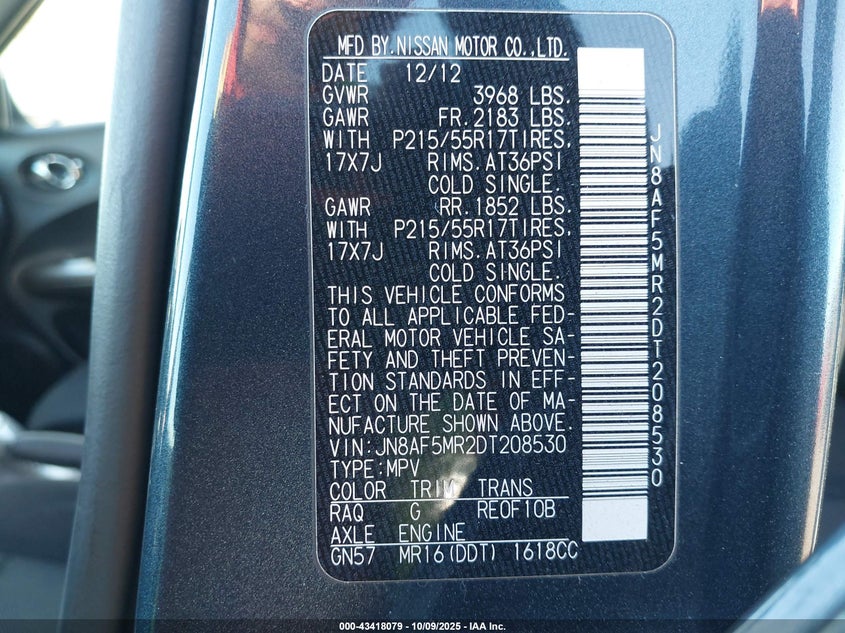 MFD BY.NISSAN MOTOR CO.,LTD.
DATE 12/12
GVWR 3968 LBS.
GAWR FR.2183 LBS.
WITH P215/55R17TIRES,
17X7J RIMS.AT36PSI
COLD SINGLE.
GAWR RR.1852 LBS.
WITH P215/55R17TIRES,
17X7J RIMS.AT36PSI
COLD SINGLE.
THIS VEHICLE CONFORMS
TO ALL APPLICABLE FED-
ERAL MOTOR VEHICLE SA-
FETY AND THEFT PREVEN-
TION STANDARDS IN EFF-
ECT ON THE DATE OF MA-
NUFACTURE SHOWN ABOVE.
VIN:JN8AF5MR2DT208530
TYPE:MPV
COLOR TRIM TRANS
RAQ G RE0F10B
AXLE ENGINE
GN57 MR16(DDT) 1618CC
JN8AF5MR2DT208530
000-43418079 - 10/09/2025 - IAA Inc.